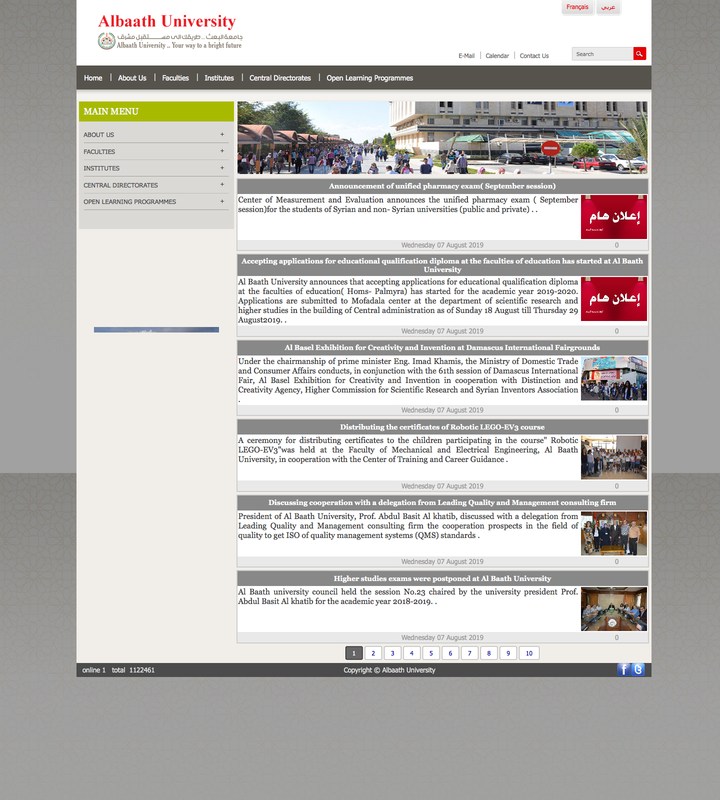 Français
عربي
Albaath University
جامعة البعث .. طريقك الى مستقبل مشرق
Albaath University .. Your way to a bright future
E-Mail | Calendar | Contact Us
Search
Home | About Us | Faculties | Institutes | Central Directorates | Open Learning Programmes
MAIN MENU
ABOUT US +
FACULTIES +
INSTITUTES +
CENTRAL DIRECTORATES +
OPEN LEARNING PROGRAMMES +
Announcement of unified pharmacy exam( September session)
Center of Measurement and Evaluation announces the unified pharmacy exam ( September
session)for the students of Syrian and non- Syrian universities (public and private) . .
إعلان هام
Wednesday 07 August 2019 0
Accepting applications for educational qualification diploma at the faculties of education has started at Al Baath
University
Al Baath University announces that accepting applications for educational qualification diploma
at the faculties of education( Homs- Palmyra) has started for the academic year 2019-2020.
Applications are submitted to Mofadala center at the department of scientific research and
higher studies in the building of Central administration as of Sunday 18 August till Thursday 29
August2019. .
إعلان هام
Wednesday 07 August 2019 0
Al Basel Exhibition for Creativity and Invention at Damascus International Fairgrounds
Under the chairmanship of prime minister Eng. Imad Khamis, the Ministry of Domestic Trade
and Consumer Affairs conducts, in conjunction with the 61th session of Damascus International
Fair, Al Basel Exhibition for Creativity and Invention in cooperation with Distinction and
Creativity Agency, Higher Commission for Scientific Research and Syrian Inventors Association
.
Wednesday 07 August 2019 0
Distributing the certificates of Robotic LEGO-EV3 course
A ceremony for distributing certificates to the children participating in the course" Robotic
LEGO-EV3"was held at the Faculty of Mechanical and Electrical Engineering, Al Baath
University, in cooperation with the Center of Training and Career Guidance .
Wednesday 07 August 2019 0
Discussing cooperation with a delegation from Leading Quality and Management consulting firm
President of Al Baath University, Prof. Abdul Basit Al khatib, discussed with a delegation from
Leading Quality and Management consulting firm the cooperation prospects in the field of
quality to get ISO of quality management systems (QMS) standards .
Wednesday 07 August 2019 0
Higher studies exams were postponed at Al Baath University
Al Baath university council held the session No.23 chaired by the university president Prof.
Abdul Basit Al khatib for the academic year 2018-2019. .
Wednesday 07 August 2019 0
1 2 3 4 5 6 7 8 9 10
online 1 total 1122461
Copyright © Albaath University